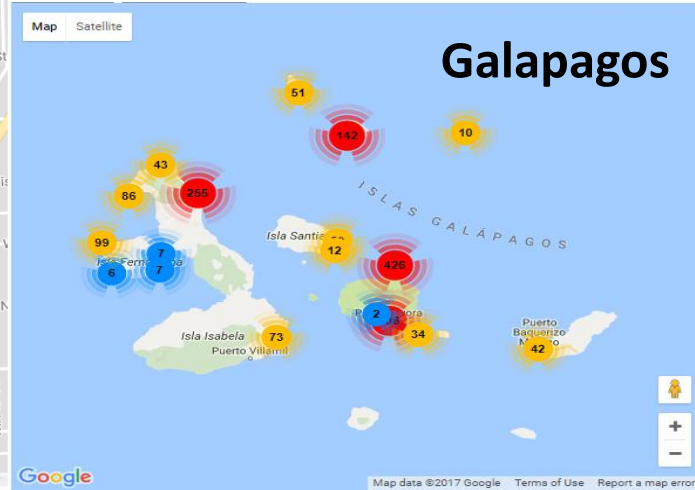 Map Satellite
Galapagos
51
142
10
43
255
86
ISLAS GALÁPAGOS
99
7
Isla
12
426
6
7
2
34
Puerto
Baquerizo
42
73
Isla Isabela
Puerto Villamil
+
−
Google
Map data ©2017 Google Terms of Use Report a map error